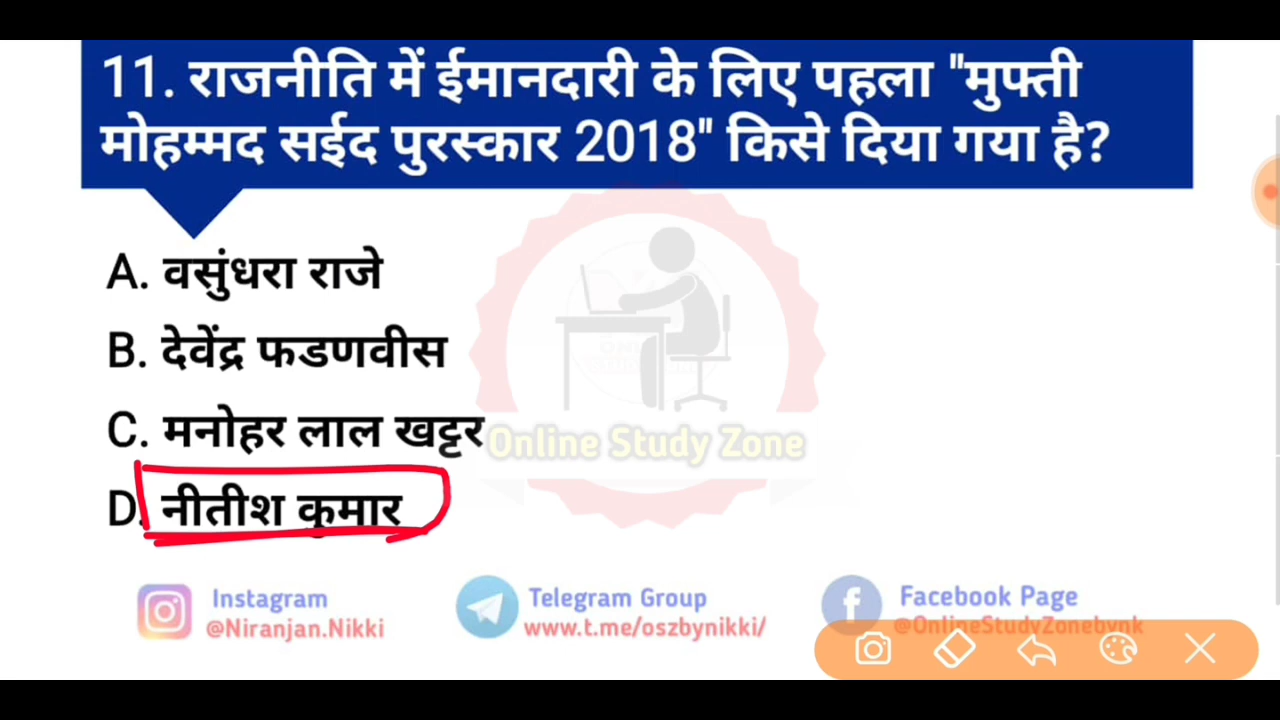 11. राजनीति में ईमानदारी के लिए पहला "मुफ्ती
मोहम्मद सईद पुरस्कार 2018" किसे दिया गया है?
A. वसुंधरा राजे
B. देवेंद्र फडणवीस
C. मनोहर लाल खट्टर
D. नीतीश कुमार
Online Study Zone
Instagram
@Niranjan.Nikki
Telegram Group
www.t.me/oszbynikki/
Facebook Page
@OnlineStudyZonebynk